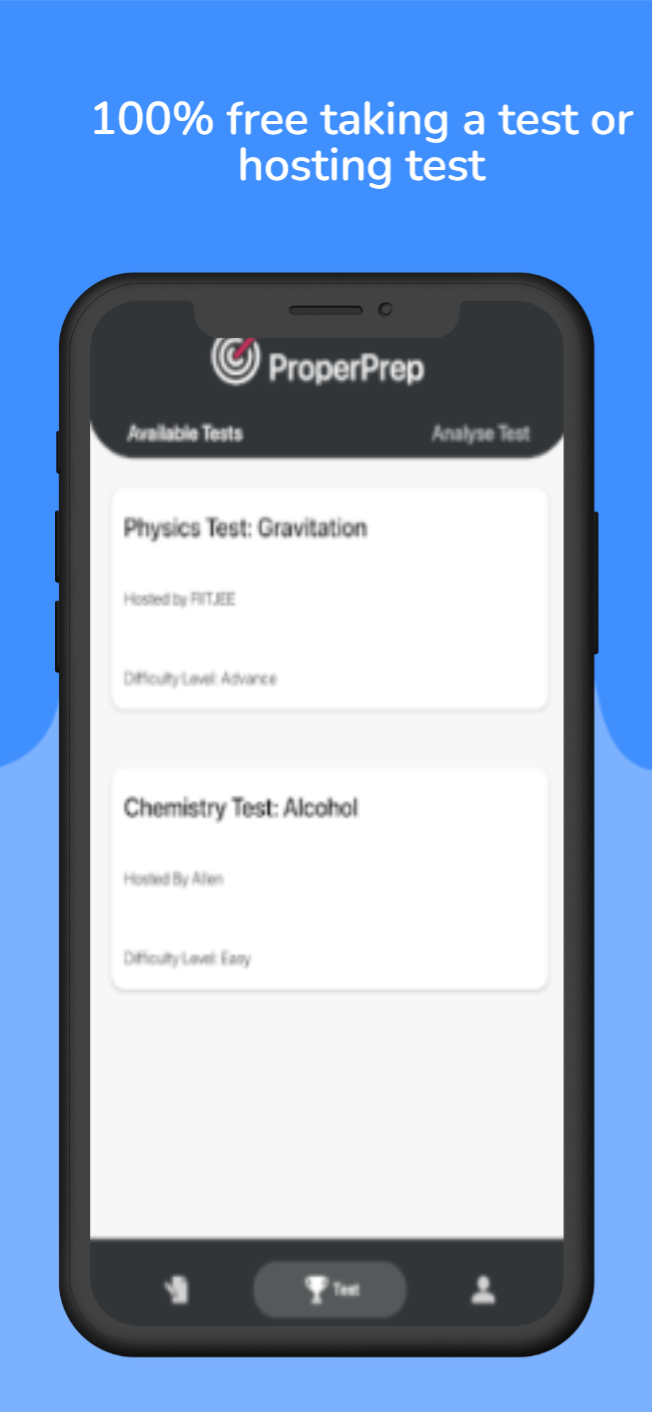 100% free taking a test or
hosting test
ProperPrep
Available Tests Analyse Test
Physics Test: Gravitation
Hosted by FIITJEE
Difficulty Level: Advance
Chemistry Test: Alcohol
Hosted By Allen
Difficulty Level: Easy
Test